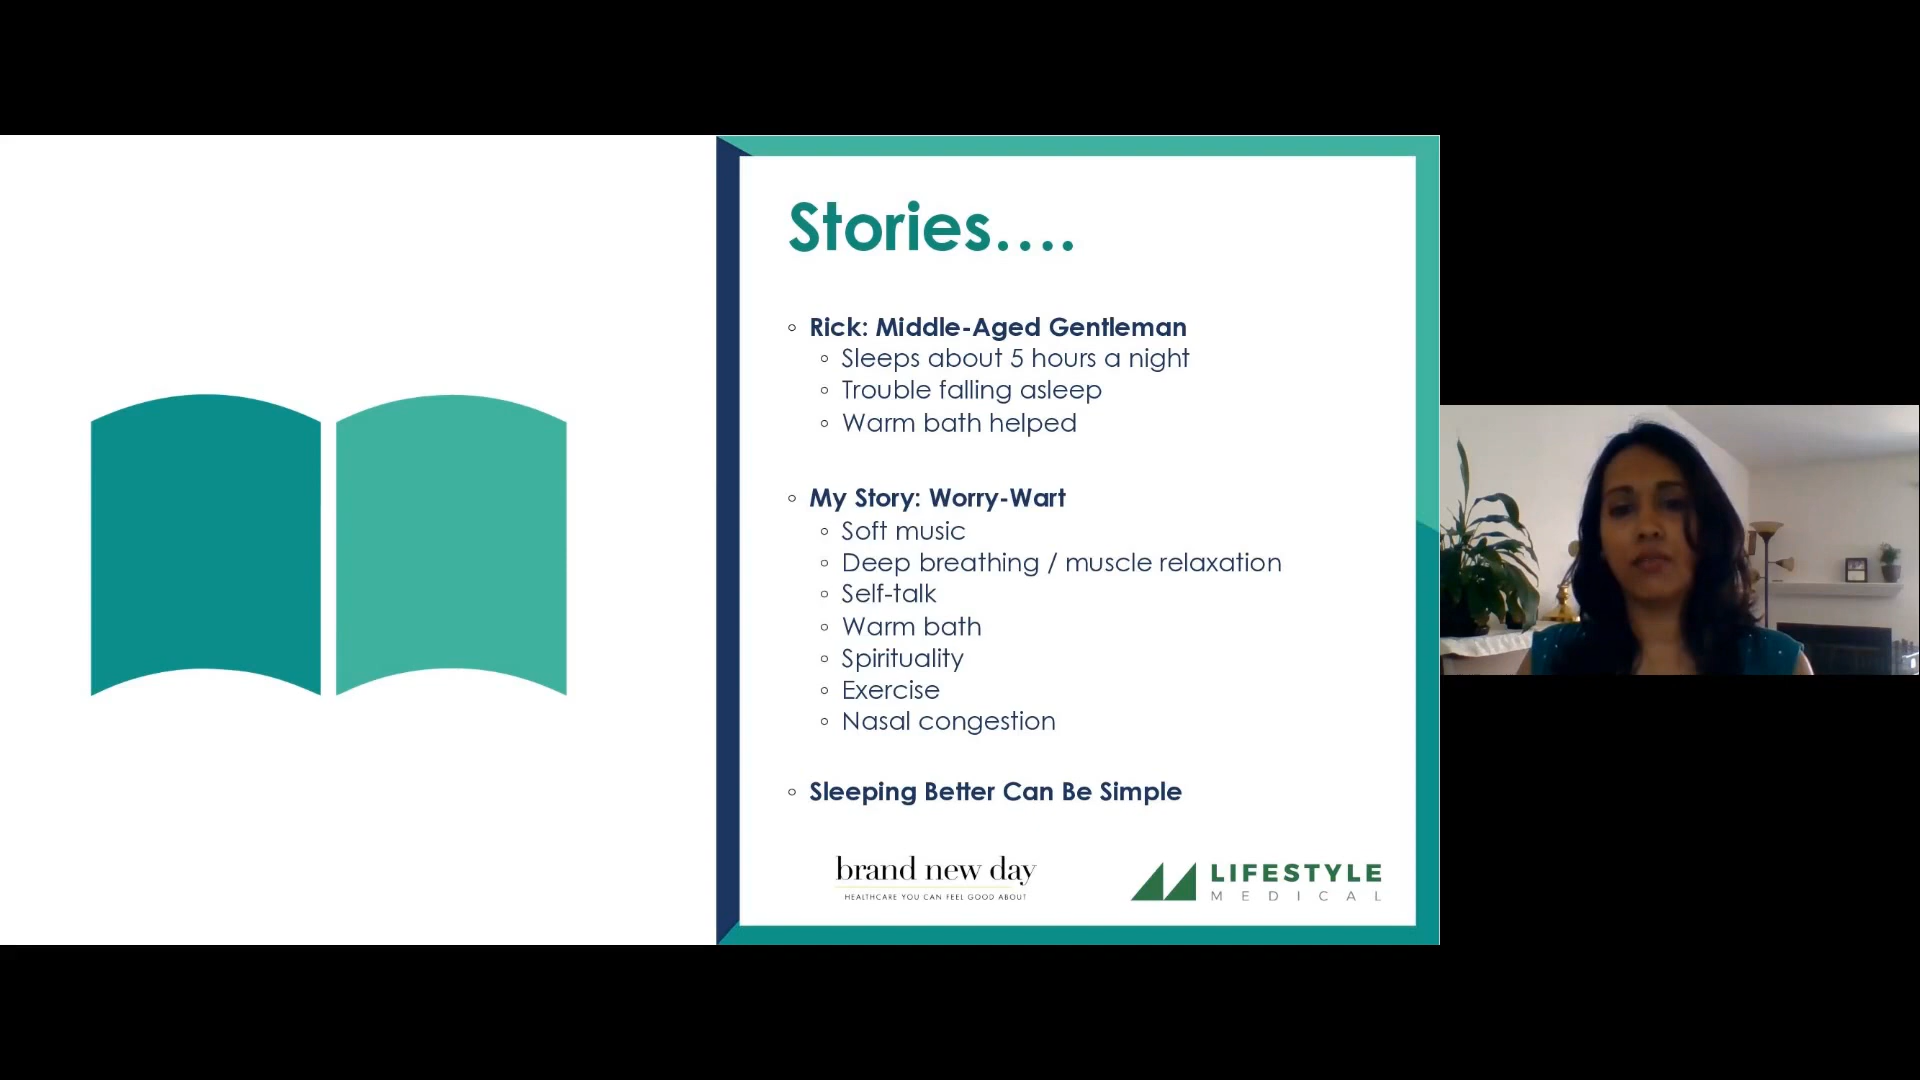 Stories....
Rick: Middle-Aged Gentleman
Sleeps about 5 hours a night
Trouble falling asleep
Warm bath helped
My Story: Worry-Wart
Soft music
Deep breathing / muscle relaxation
Self-talk
Warm bath
Spirituality
Exercise
Nasal congestion
Sleeping Better Can Be Simple
brand new day
HEALTHCARE YOU CAN FEEL GOOD ABOUT
LIFESTYLE
MEDICAL